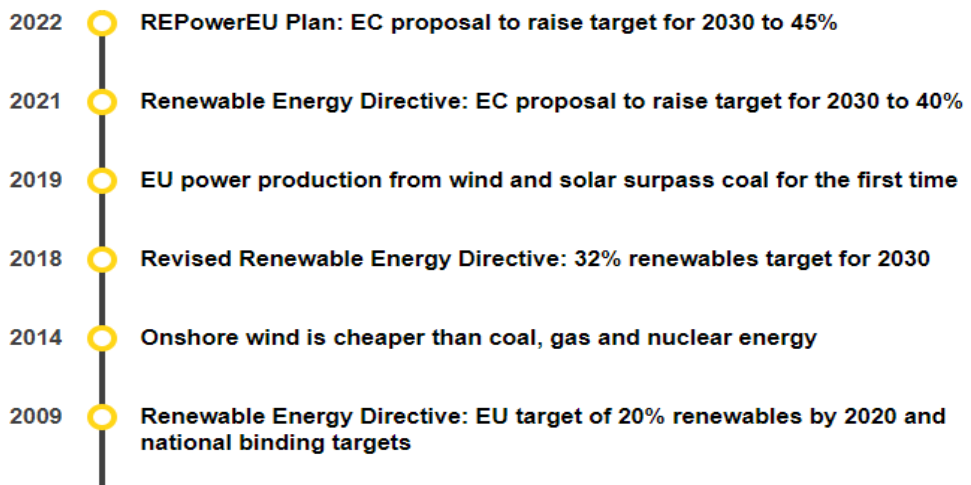 2022 REPowerEU Plan: EC proposal to raise target for 2030 to 45%
2021 Renewable Energy Directive: EC proposal to raise target for 2030 to 40%
2019 EU power production from wind and solar surpass coal for the first time
2018 Revised Renewable Energy Directive: 32% renewables target for 2030
2014 Onshore wind is cheaper than coal, gas and nuclear energy
2009 Renewable Energy Directive: EU target of 20% renewables by 2020 and
national binding targets